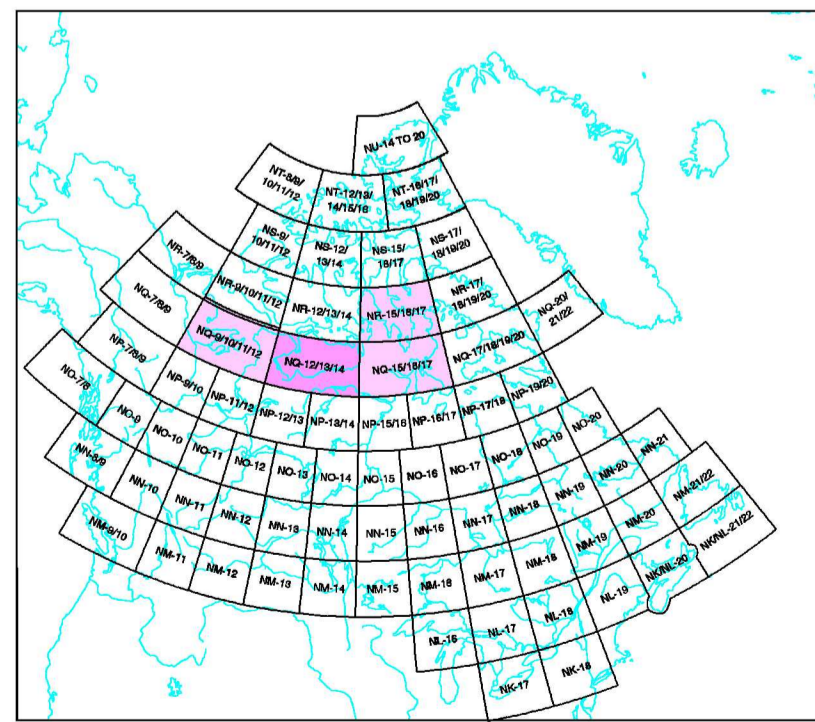 NU-14 TO 20
NT-8/9/
10/11/12
NT-12/13/
14/15/16
NT-16/17/
18/19/20
NS-9/
10/11/12
NS-12/
13/14
NS-15/
16/17
NS-17/
18/19/20
NR-7/8/9
NR-9/10/11/12
NR-12/13/14
NR-15/16/17
NR-17/
18/19/20
NQ-7/8/9
NQ-9/10/11/12
NQ-12/13/14
NQ-15/16/17
NQ-17/18/19/20
NQ-20/
21/22
NP-7/8/9
NP-9/10
NP-11/12
NP-12/13
NP-13/14
NP-15/16
NP-16/17
NP-17/18
NP-19/20
NO-7/8
NO-9
NO-10
NO-11
NO-12
NO-13
NO-14
NO-15
NO-16
NO-17
NO-18
NO-19
NO-20
NN-8/9
NN-10
NN-11
NN-12
NN-13
NN-14
NN-15
NN-16
NN-17
NN-18
NN-19
NN-20
NN-21
NM-9/10
NM-11
NM-12
NM-13
NM-14
NM-15
NM-16
NM-17
NM-18
NM-19
NM-20
NM-21/22
NL-16
NL-17
NL-18
NL-19
NK/NL-20
NK/NL-21/22
NK-17
NK-18